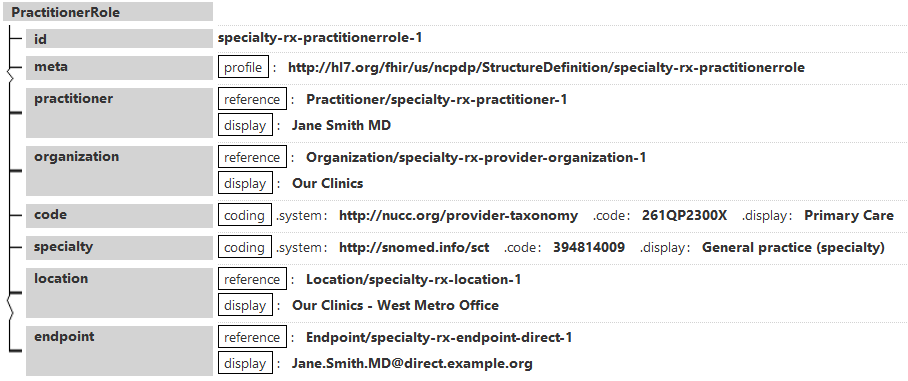 PractitionerRole
id specialty-rx-practitionerrole-1
meta profile : http://hl7.org/fhir/us/ncpdp/StructureDefinition/specialty-rx-practitionerrole
practitioner reference : Practitioner/specialty-rx-practitioner-1
display : Jane Smith MD
organization reference : Organization/specialty-rx-provider-organization-1
display : Our Clinics
code coding .system: http://nucc.org/provider-taxonomy .code: 261QP2300X .display: Primary Care
specialty coding .system: http://snomed.info/sct .code: 394814009 .display: General practice (specialty)
location reference : Location/specialty-rx-location-1
display : Our Clinics - West Metro Office
endpoint reference : Endpoint/specialty-rx-endpoint-direct-1
display : Jane.Smith.MD@direct.example.org